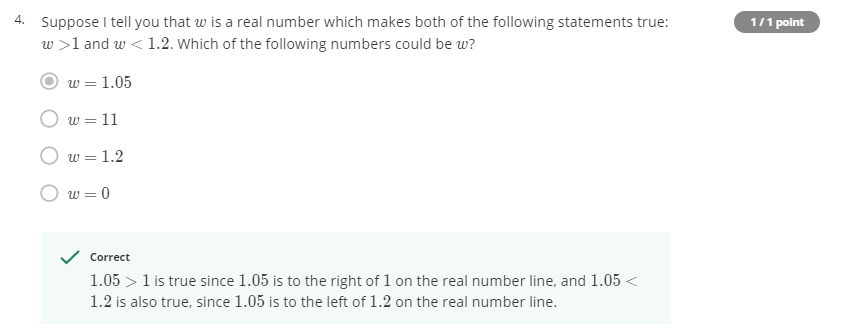 4. Suppose I tell you that w is a real number which makes both of the following statements true: 1 / 1 point
w >1 and w < 1.2. Which of the following numbers could be w?
w = 1.05
w = 11
w = 1.2
w = 0
Correct
1.05 > 1 is true since 1.05 is to the right of 1 on the real number line, and 1.05 <
1.2 is also true, since 1.05 is to the left of 1.2 on the real number line.